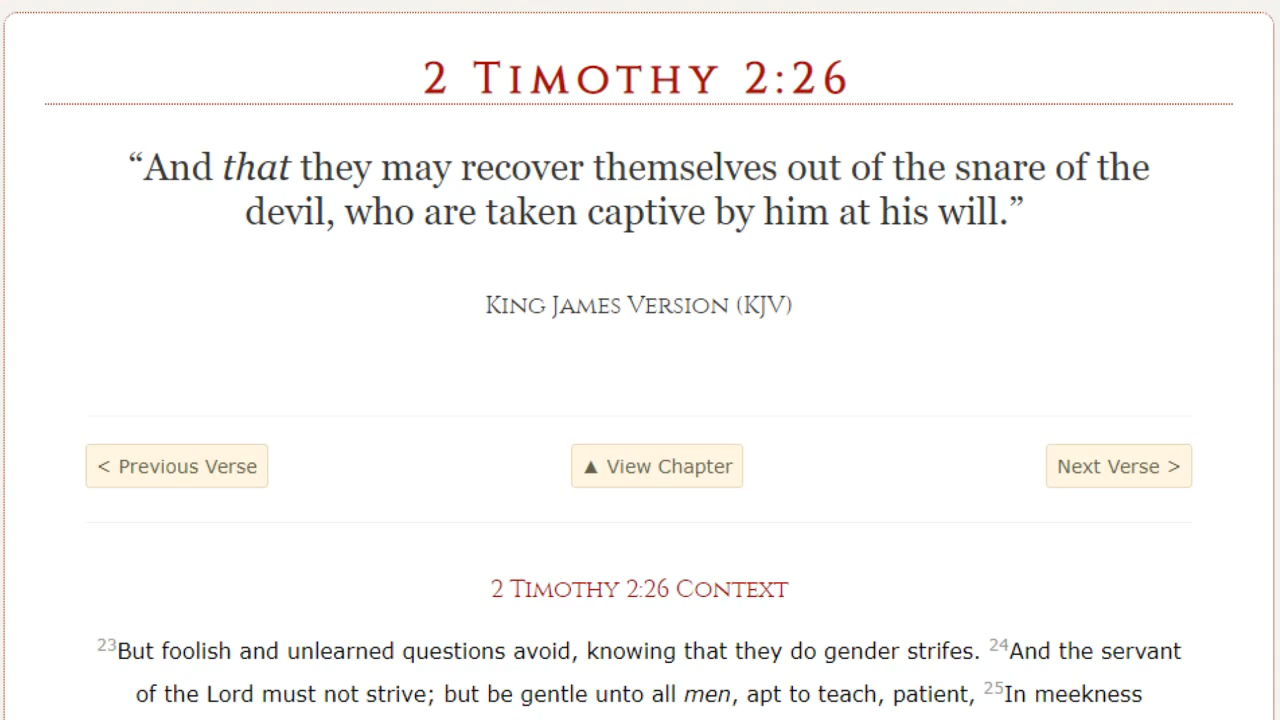 2 Timothy 2:26
“And that they may recover themselves out of the snare of the
devil, who are taken captive by him at his will.”
King James Version (KJV)
< Previous Verse
▲ View Chapter
Next Verse >
2 Timothy 2:26 Context
23But foolish and unlearned questions avoid, knowing that they do gender strifes. 24And the servant
of the Lord must not strive; but be gentle unto all men, apt to teach, patient, 25In meekness